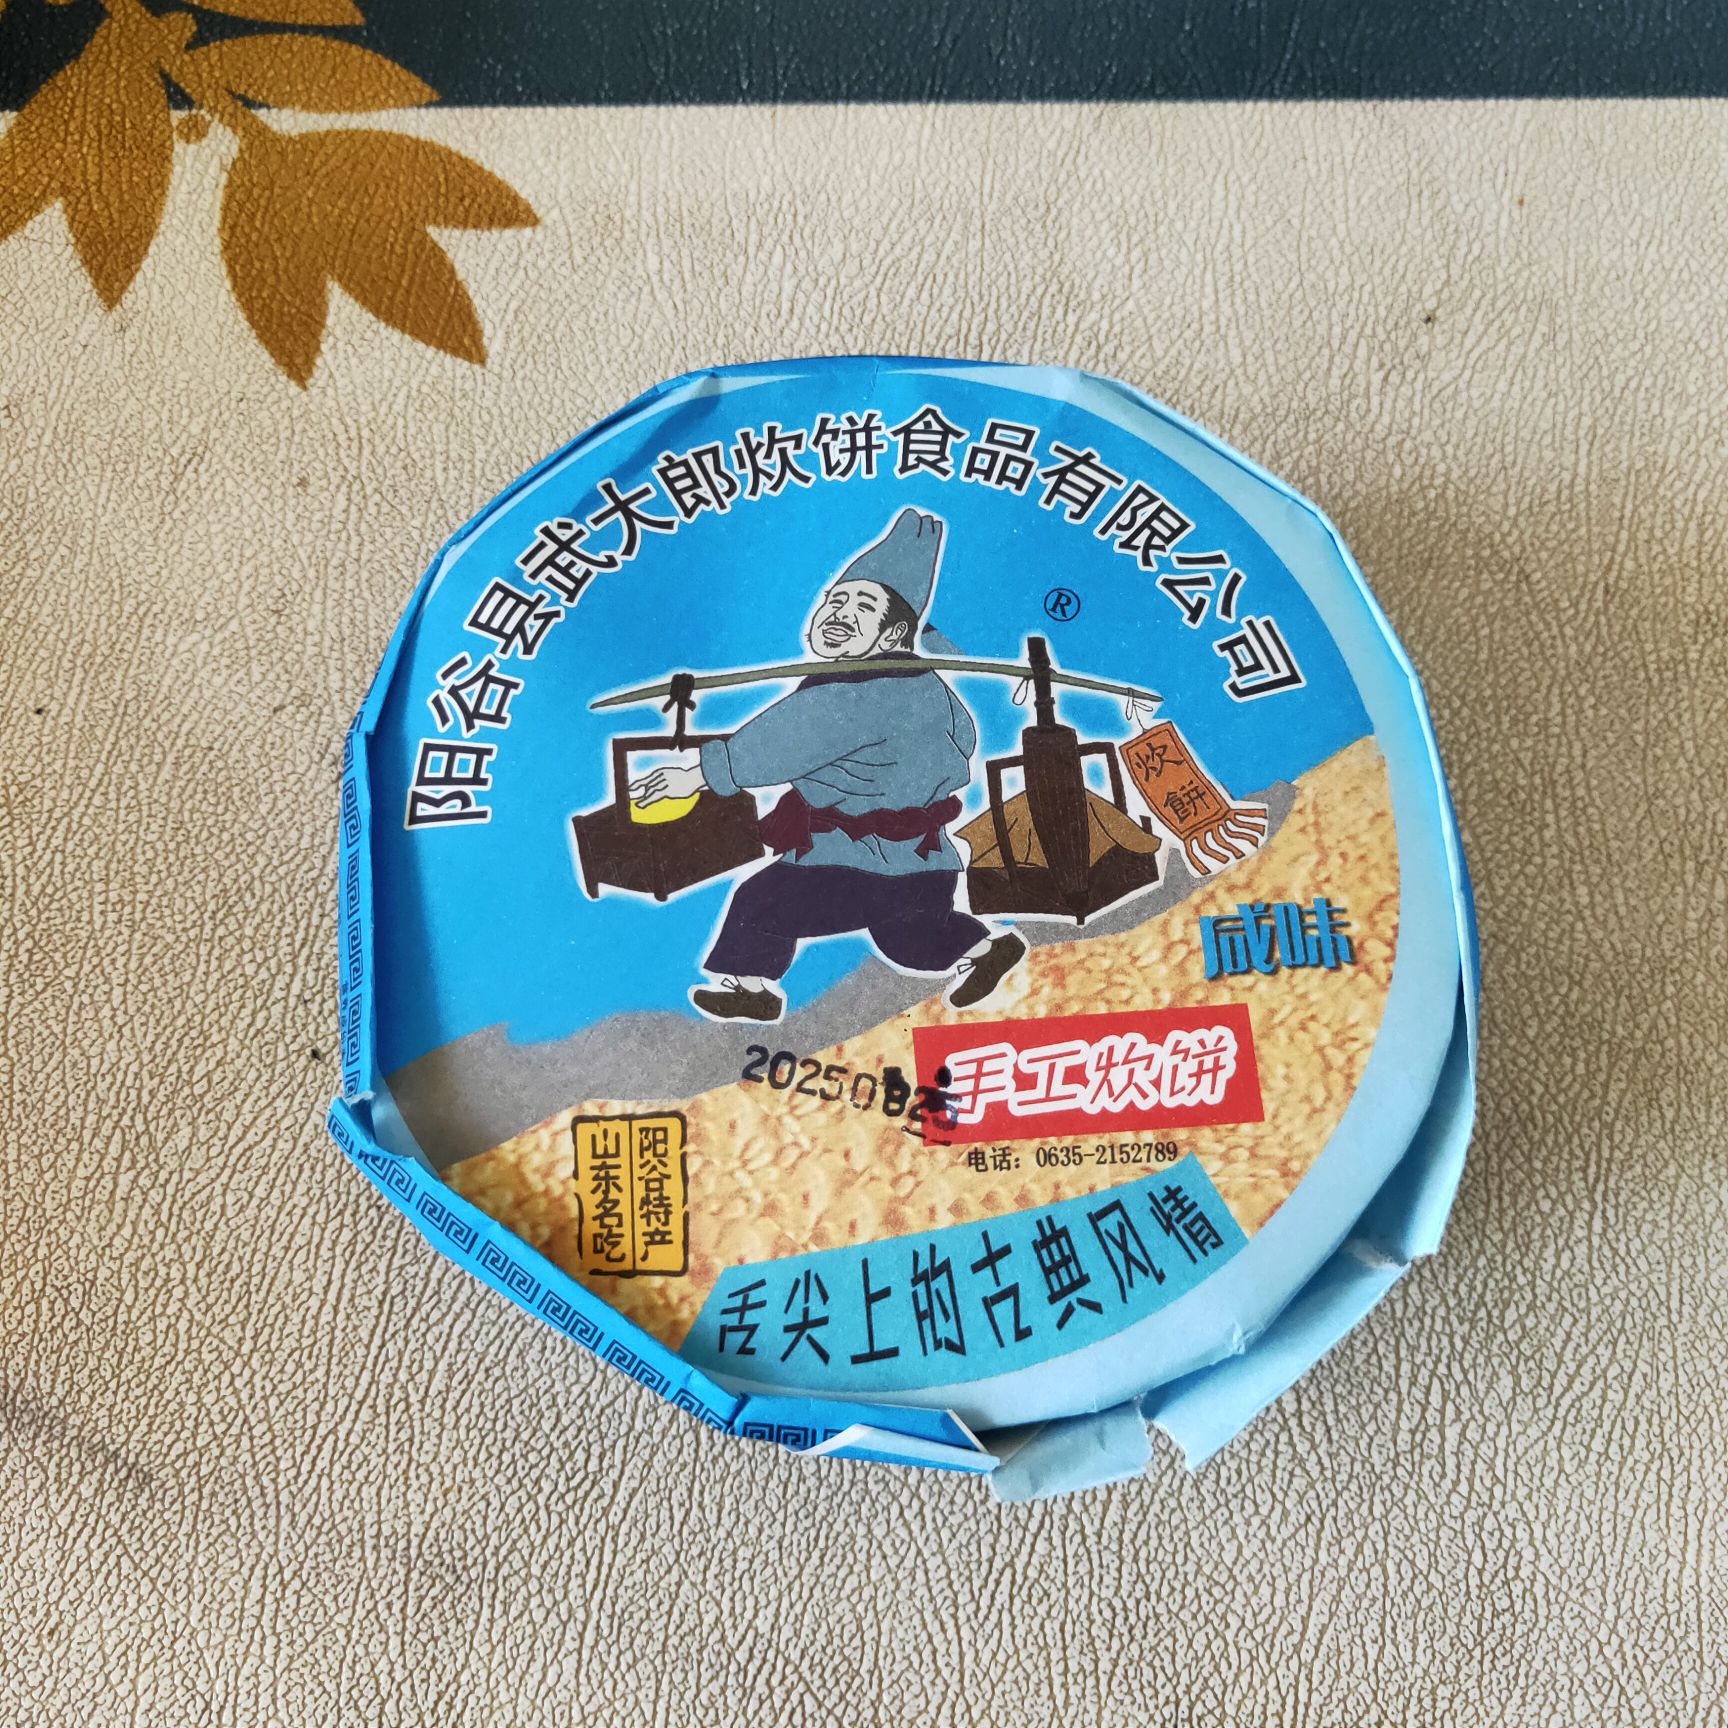 阳谷县武大郎炊饼食品有限公司
®
炊
餅
咸味
手工炊饼
20250825
电话：0635-2152789
阳谷特产
山东名吃
舌尖上的古典风情